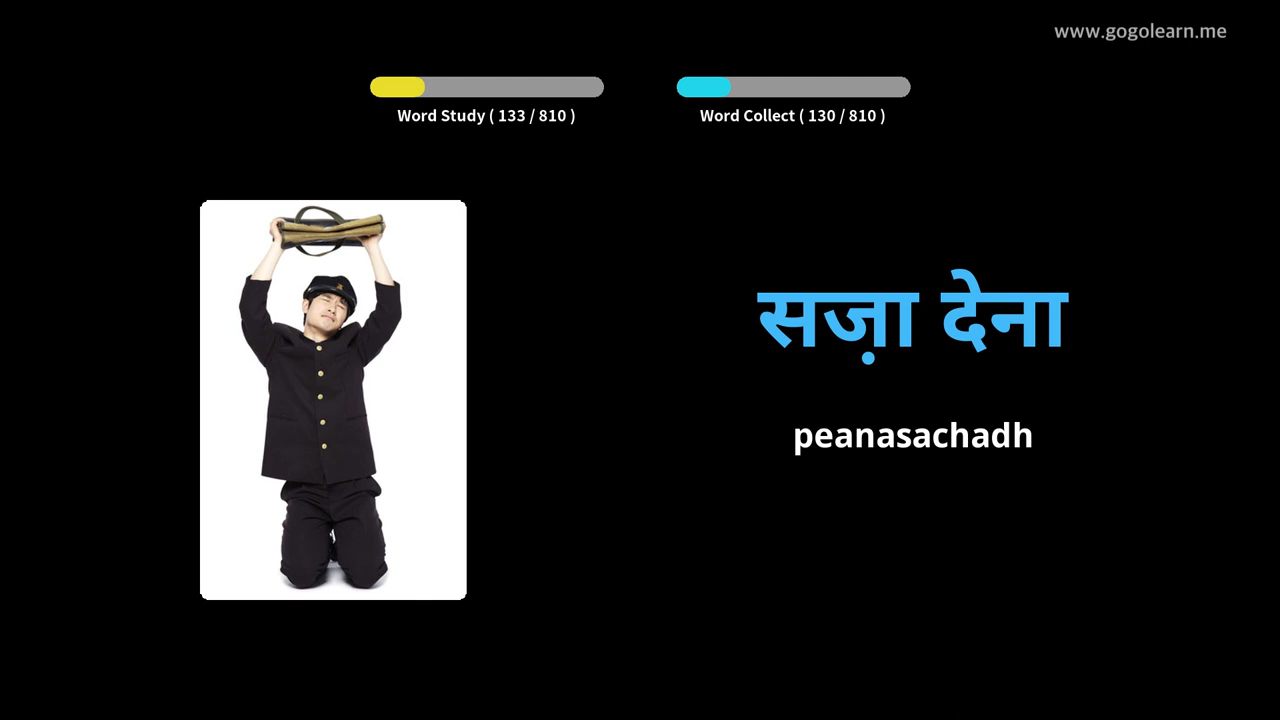 www.gogolearn.me
Word Study ( 133 / 810 )
Word Collect ( 130 / 810 )
सज़ा देना
peanasachadh